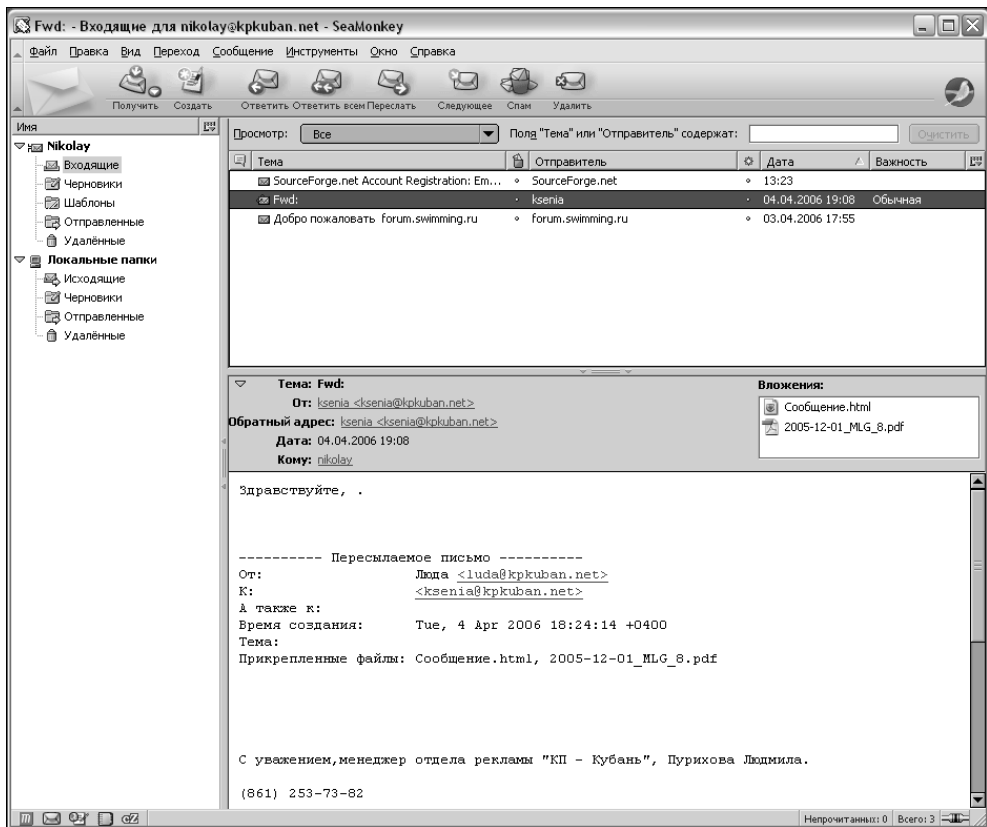 Fwd: - Входящие для nikolay@kpkuban.net - SeaMonkey
Файл Правка Вид Переход Сообщение Инструменты Окно Справка
Получить Создать Ответить Ответить всем Переслать Следующее Спам Удалить
Имя
Nikolay
Входящие
Черновики
Шаблоны
Отправленные
Удалённые
Локальные папки
Исходящие
Черновики
Отправленные
Удалённые
Просмотр: Все Поля "Тема" или "Отправитель" содержат: Очистить
Тема Отправитель Дата Важность
SourceForge.net Account Registration: Em... SourceForge.net 13:23
Fwd: ksenia 04.04.2006 19:08 Обычная
Добро пожаловать forum.swimming.ru forum.swimming.ru 03.04.2006 17:55
Тема: Fwd:
От: ksenia <ksenia@kpkuban.net>
Обратный адрес: ksenia <ksenia@kpkuban.net>
Дата: 04.04.2006 19:08
Кому: nikolay
Вложения:
Сообщение.html
2005-12-01_MLG_8.pdf
Здравствуйте, .
---------- Пересылаемое письмо ----------
От: Люда <luda@kpkuban.net>
К: <ksenia@kpkuban.net>
А также к:
Время создания: Tue, 4 Apr 2006 18:24:14 +0400
Тема:
Прикрепленные файлы: Сообщение.html, 2005-12-01_MLG_8.pdf
С уважением,менеджер отдела рекламы "КП - Кубань", Пурихова Людмила.
(861) 253-73-82
Непрочитанных: 0 Всего: 3